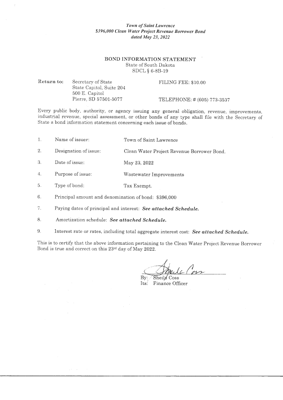 Town of Saint Lawrence
$396,000 Clean Water Project Revenue Borrower Bond
dated May 23, 2022
BOND INFORMATION STATEMENT
State of South Dakota
SDCL § 6-8B-19
Return to: Secretary of State FILING FEE: $10.00
State Capitol, Suite 204
500 E. Capitol
Pierre, SD 57501-5077 TELEPHONE: # (605) 773-3537
Every public body, authority, or agency issuing any general obligation, revenue, improvements,
industrial revenue, special assessment, or other bonds of any type shall file with the Secretary of
State a bond information statement concerning each issue of bonds.
1. Name of issuer: Town of Saint Lawrence
2. Designation of issue: Clean Water Project Revenue Borrower Bond.
3. Date of issue: May 23, 2022
4. Purpose of issue: Wastewater Improvements
5. Type of bond: Tax Exempt.
6. Principal amount and denomination of bond: $396,000
7. Paying dates of principal and interest: See attached Schedule.
8. Amortization schedule: See attached Schedule.
9. Interest rate or rates, including total aggregate interest cost: See attached Schedule.
This is to certify that the above information pertaining to the Clean Water Project Revenue Borrower
Bond is true and correct on this 23rd day of May 2022.
By: Sheila Coss
Its: Finance Officer